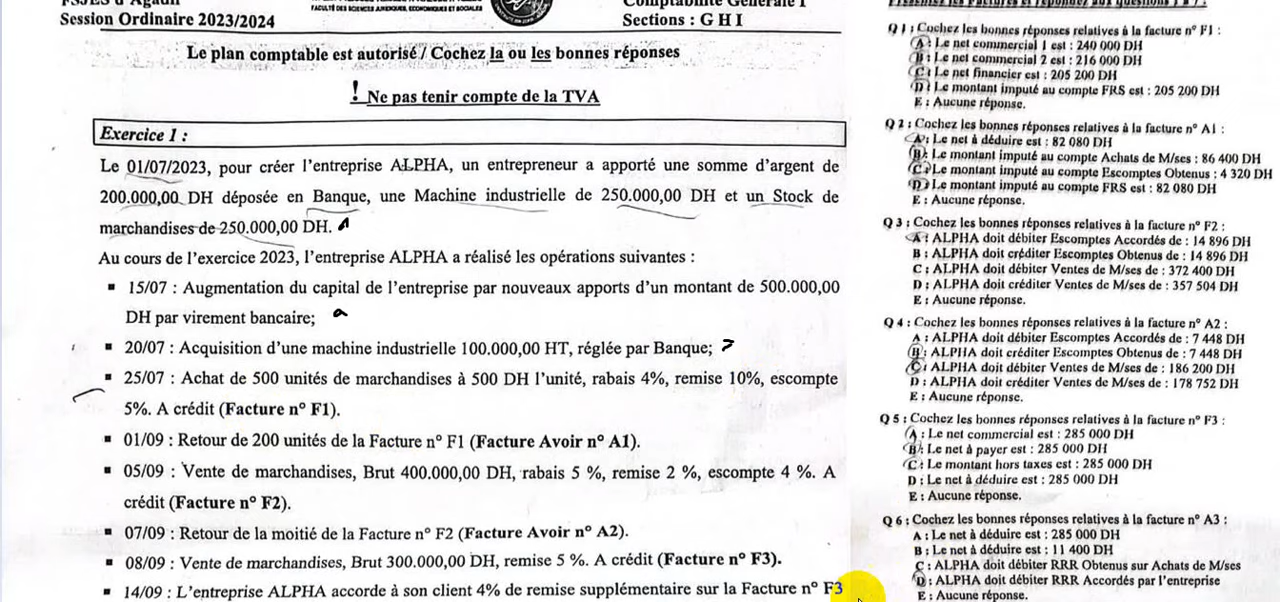 Session Ordinaire 2023/2024
FACULTÉ DES SCIENCES JURIDIQUES, ECONOMIQUES ET SOCIALES
Comptabilité Générale I
Sections : G H I
Le plan comptable est autorisé / Cochez la ou les bonnes réponses
! Ne pas tenir compte de la TVA
Exercice 1 :
Le 01/07/2023, pour créer l'entreprise ALPHA, un entrepreneur a apporté une somme d'argent de
200.000,00 DH déposée en Banque, une Machine industrielle de 250.000,00 DH et un Stock de
marchandises de 250.000,00 DH.
Au cours de l'exercice 2023, l'entreprise ALPHA a réalisé les opérations suivantes :
▪ 15/07 : Augmentation du capital de l'entreprise par nouveaux apports d'un montant de 500.000,00
DH par virement bancaire;
▪ 20/07 : Acquisition d'une machine industrielle 100.000,00 HT, réglée par Banque;
▪ 25/07 : Achat de 500 unités de marchandises à 500 DH l'unité, rabais 4%, remise 10%, escompte
5%. A crédit (Facture n° F1).
▪ 01/09 : Retour de 200 unités de la Facture n° F1 (Facture Avoir n° A1).
▪ 05/09 : Vente de marchandises, Brut 400.000,00 DH, rabais 5 %, remise 2 %, escompte 4 %. A
crédit (Facture n° F2).
▪ 07/09 : Retour de la moitié de la Facture n° F2 (Facture Avoir n° A2).
▪ 08/09 : Vente de marchandises, Brut 300.000,00 DH, remise 5 %. A crédit (Facture n° F3).
▪ 14/09 : L'entreprise ALPHA accorde à son client 4% de remise supplémentaire sur la Facture n° F3
les Factures et répondez aux questions 1 à 7 :
Q 1 : Cochez les bonnes réponses relatives à la facture n° F1 :
A : Le net commercial 1 est : 240 000 DH
B : Le net commercial 2 est : 216 000 DH
C : Le net financier est : 205 200 DH
D : Le montant imputé au compte FRS est : 205 200 DH
E : Aucune réponse.
Q 2 : Cochez les bonnes réponses relatives à la facture n° A1 :
A : Le net à déduire est : 82 080 DH
B : Le montant imputé au compte Achats de M/ses : 86 400 DH
C : Le montant imputé au compte Escomptes Obtenus : 4 320 DH
D : Le montant imputé au compte FRS est : 82 080 DH
E : Aucune réponse.
Q 3 : Cochez les bonnes réponses relatives à la facture n° F2 :
A : ALPHA doit débiter Escomptes Accordés de : 14 896 DH
B : ALPHA doit créditer Escomptes Obtenus de : 14 896 DH
C : ALPHA doit débiter Ventes de M/ses de : 372 400 DH
D : ALPHA doit créditer Ventes de M/ses de : 357 504 DH
E : Aucune réponse.
Q 4 : Cochez les bonnes réponses relatives à la facture n° A2 :
A : ALPHA doit débiter Escomptes Accordés de : 7 448 DH
B : ALPHA doit créditer Escomptes Obtenus de : 7 448 DH
C : ALPHA doit débiter Ventes de M/ses de : 186 200 DH
D : ALPHA doit créditer Ventes de M/ses de : 178 752 DH
E : Aucune réponse.
Q 5 : Cochez les bonnes réponses relatives à la facture n° F3 :
A : Le net commercial est : 285 000 DH
B : Le net à payer est : 285 000 DH
C : Le montant hors taxes est : 285 000 DH
D : Le net à déduire est : 285 000 DH
E : Aucune réponse.
Q 6 : Cochez les bonnes réponses relatives à la facture n° A3 :
A : Le net à déduire est : 285 000 DH
B : Le net à déduire est : 11 400 DH
C : ALPHA doit débiter RRR Obtenus sur Achats de M/ses
D : ALPHA doit débiter RRR Accordés par l'entreprise
E : Aucune réponse.